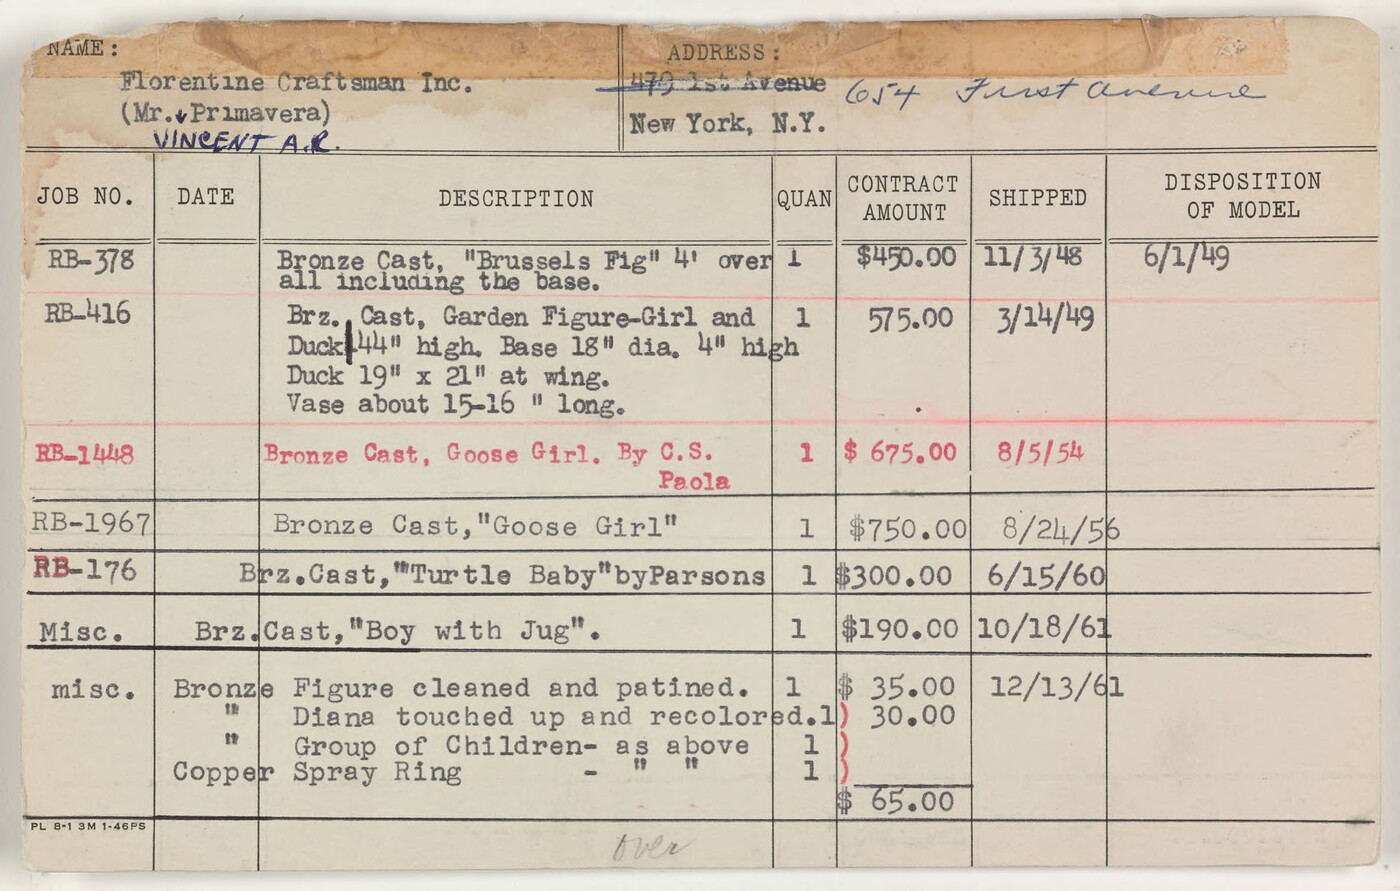 NAME: ADDRESS:
Florentine Craftsman Inc. 479 1st Avenue 654 First Avenue
(Mr. Primavera) New York, N.Y.
VINCENT A.R.
JOB NO. DATE DESCRIPTION QUAN CONTRACT AMOUNT SHIPPED DISPOSITION OF MODEL
RB-378 Bronze Cast, "Brussels Fig" 4' over 1 $450.00 11/3/48 6/1/49
all including the base.
RB-416 Brz. Cast, Garden Figure-Girl and 1 575.00 3/14/49
Duck 44" high. Base 18" dia. 4" high
Duck 19" x 21" at wing.
Vase about 15-16 " long.
RB-1448 Bronze Cast, Goose Girl. By C.S. 1 $ 675.00 8/5/54
Paola
RB-1967 Bronze Cast,"Goose Girl" 1 $750.00 8/24/56
RB-176 Brz.Cast,"Turtle Baby"byParsons 1 $300.00 6/15/60
Misc. Brz.Cast,"Boy with Jug". 1 $190.00 10/18/61
misc. Bronze Figure cleaned and patined. 1 $ 35.00 12/13/61
" Diana touched up and recolored.1) 30.00
" Group of Children- as above 1 )
Copper Spray Ring - " " 1 )
$ 65.00
PL 8-1 3M 1-46PS
over